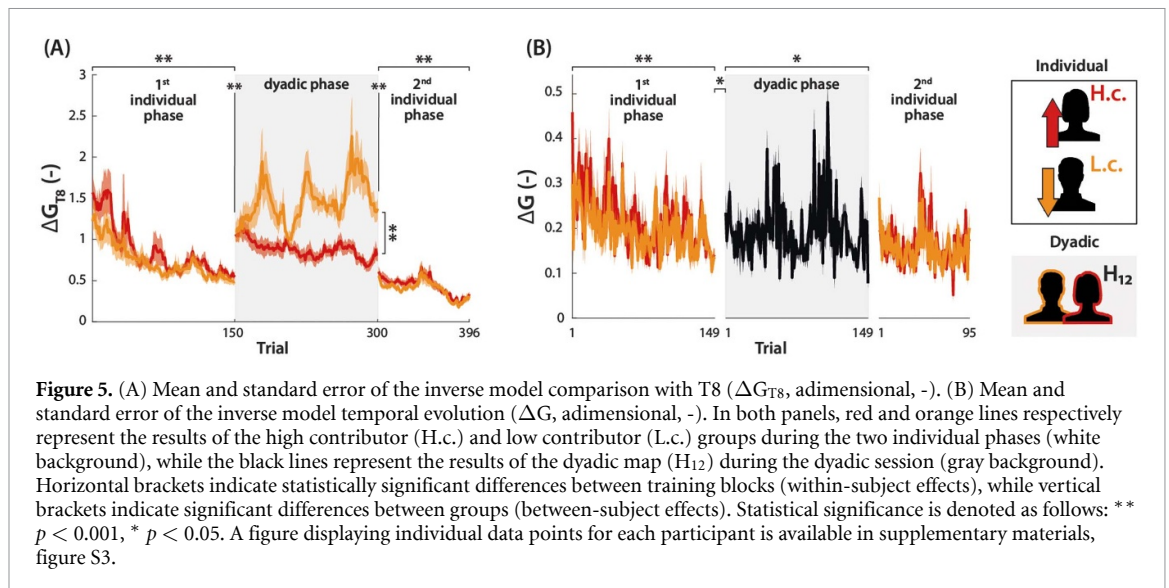 (A)
**
3
1st
individual
phase
**
dyadic phase
**
**
2nd
individual
phase
2.5
2
1.5
1
0.5
0
ΔG_T8 (-)
**
150
300
396
Trial
(B)
**
*
*
1st
individual
phase
dyadic phase
2nd
individual
phase
0.5
0.4
0.3
0.2
0.1
0
ΔG (-)
1
149
1
149
1
95
Trial
Individual
H.c.
L.c.
Dyadic
H₁₂
Figure 5. (A) Mean and standard error of the inverse model comparison with T8 (ΔG_T8, adimensional, -). (B) Mean and
standard error of the inverse model temporal evolution (ΔG, adimensional, -). In both panels, red and orange lines respectively
represent the results of the high contributor (H.c.) and low contributor (L.c.) groups during the two individual phases (white
background), while the black lines represent the results of the dyadic map (H₁₂) during the dyadic session (gray background).
Horizontal brackets indicate statistically significant differences between training blocks (within-subject effects), while vertical
brackets indicate significant differences between groups (between-subject effects). Statistical significance is denoted as follows: **
p < 0.001, * p < 0.05. A figure displaying individual data points for each participant is available in supplementary materials,
figure S3.